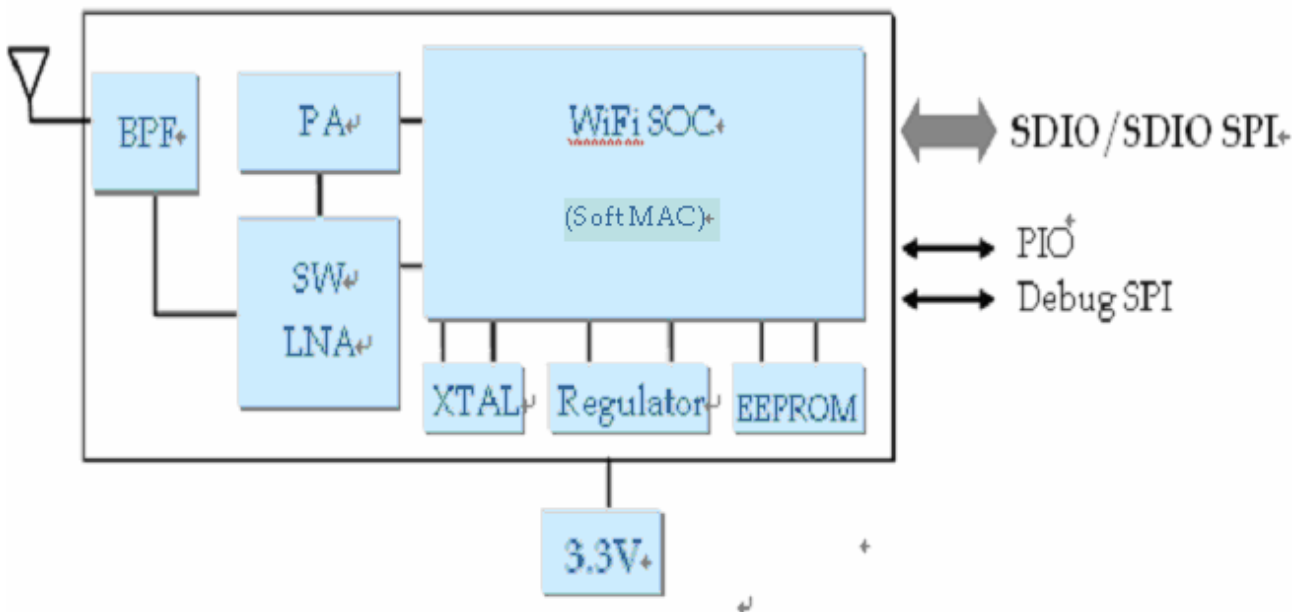 BPF
PA
WiFi SOC
(Soft MAC)
SW
LNA
XTAL
Regulator
EEPROM
3.3V
SDIO/SDIO SPI
PIO
Debug SPI